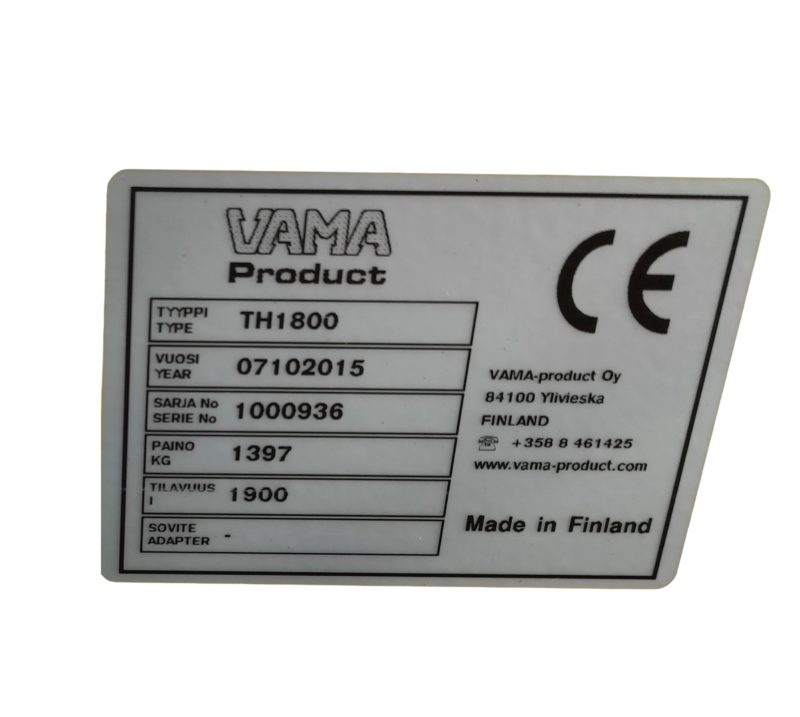 VAMA
Product
CE
TYYPPI
TYPE
TH1800
VUOSI
YEAR
07102015
SARJA No
SERIE No
1000936
PAINO
KG
1397
TILAVUUS
l
1900
SOVITE
ADAPTER
-
VAMA-product Oy
84100 Ylivieska
FINLAND
☎ +358 8 461425
www.vama-product.com
Made in Finland